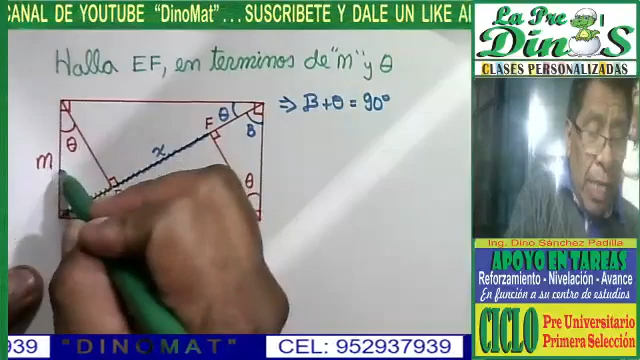 CANAL DE YOUTUBE "DinoMat"...SUSCRIBETE Y DALE UN LIKE
La Pre
DinoS
CLASES PERSONALIZADAS
Halla EF, en terminos de "m" y θ
θ
F
θ
B
⇒ B + θ = 90°
m
x
θ
Ing. Dino Sánchez Padilla
APOYO EN TAREAS
Reforzamiento - Nivelación - Avance
En función a su centro de estudios
CICLO Pre Universitario
Primera Selección
939 "DINOMAT" CEL: 952937939